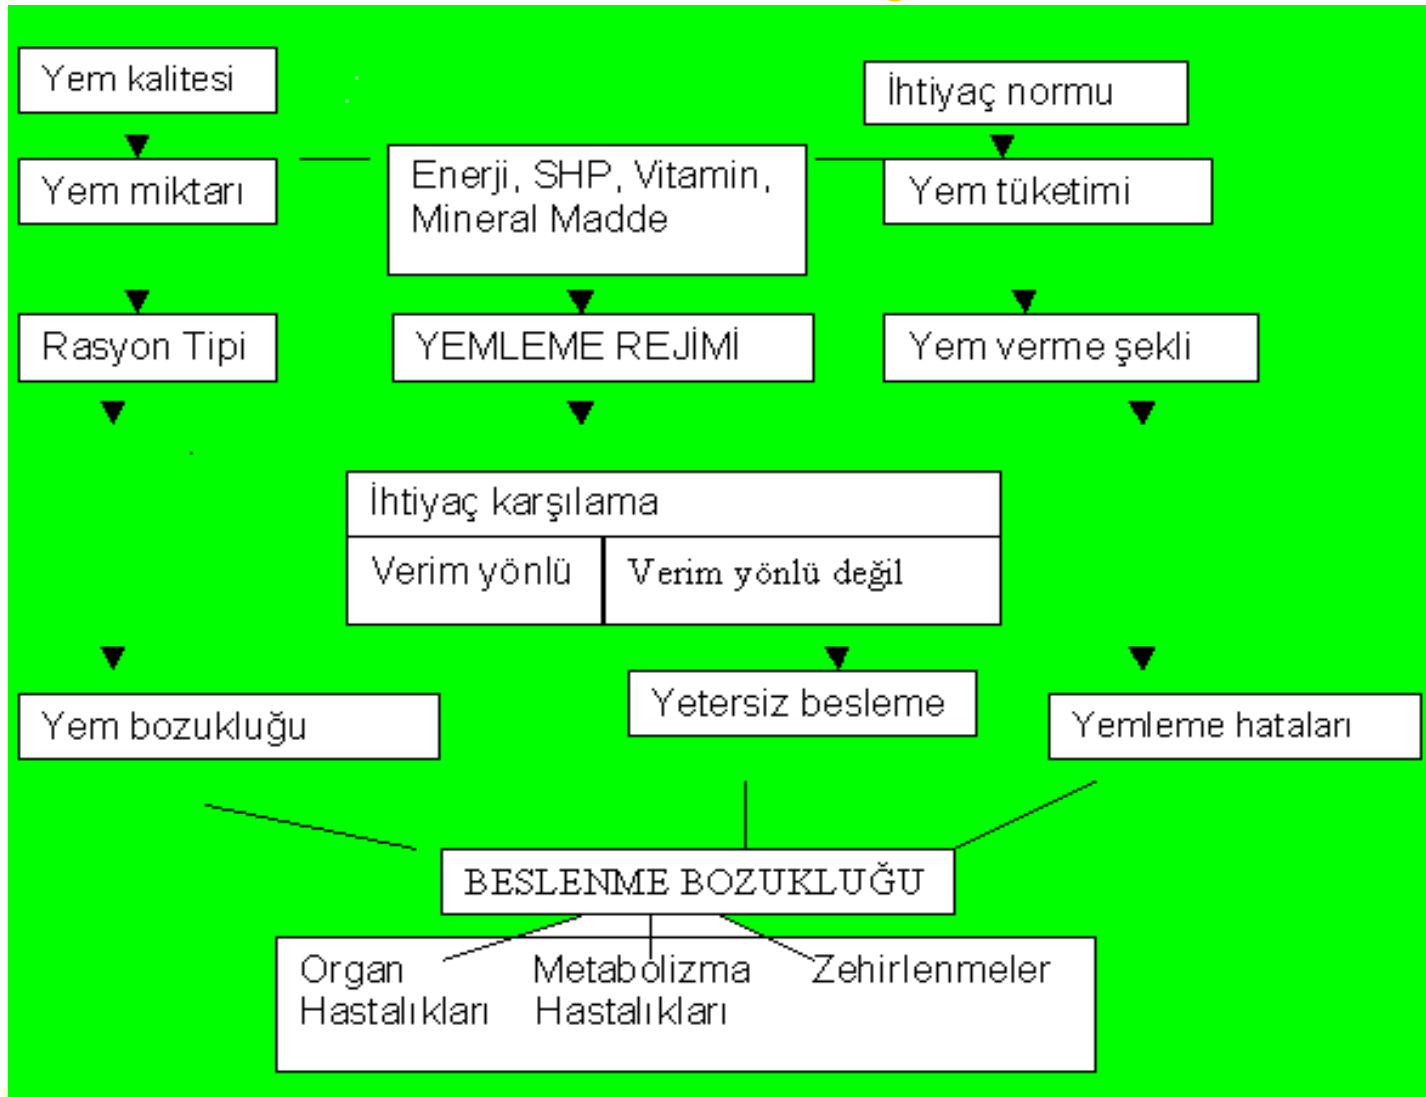 Yem kalitesi
İhtiyaç normu
Yem miktarı
Enerji, SHP, Vitamin,
Mineral Madde
Yem tüketimi
Rasyon Tipi
YEMLEME REJİMİ
Yem verme şekli
İhtiyaç karşılama
Verim yönlü
Verim yönlü değil
Yem bozukluğu
Yetersiz besleme
Yemleme hataları
BESLENME BOZUKLUĞU
Organ
Hastalıkları
Metabolizma
Hastalıkları
Zehirlenmeler